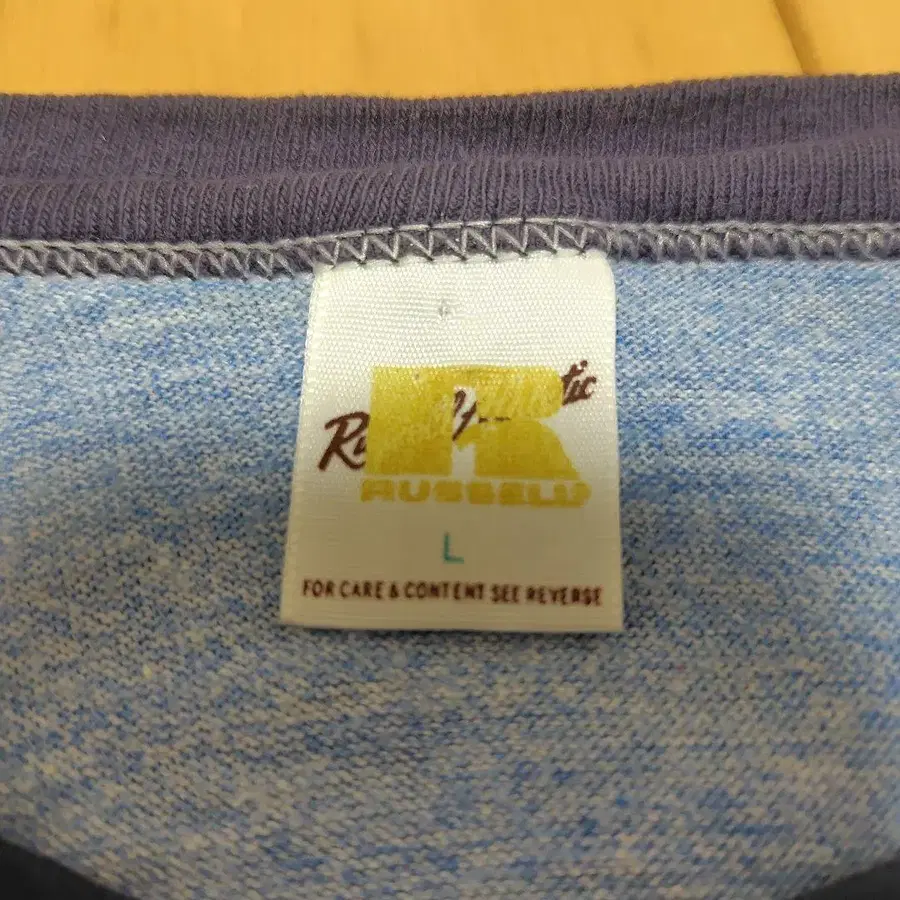 R
RUSSELL
L
FOR CARE & CONTENT SEE REVERSE